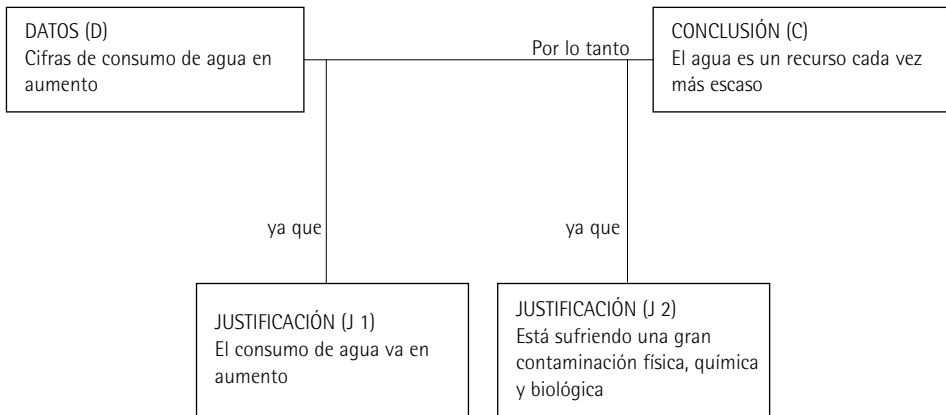 DATOS (D)
Cifras de consumo de agua en
aumento
Por lo tanto
CONCLUSIÓN (C)
El agua es un recurso cada vez
más escaso
ya que
ya que
JUSTIFICACIÓN (J 1)
El consumo de agua va en
aumento
JUSTIFICACIÓN (J 2)
Está sufriendo una gran
contaminación física, química
y biológica